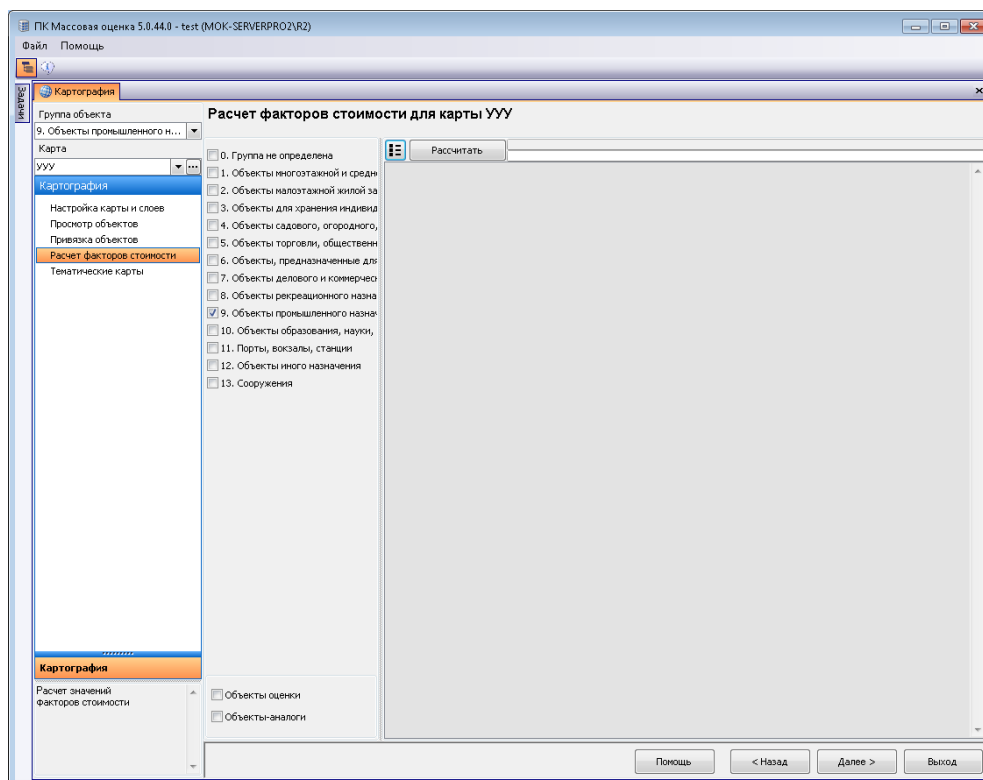 ПК Массовая оценка 5.0.44.0 - test (MOK-SERVERPRO2\R2)
Файл Помощь
Задачи
Картография
Группа объекта
9. Объекты промышленного н...
Карта
УУУ
Картография
Настройка карты и слоев
Просмотр объектов
Привязка объектов
Расчет факторов стоимости
Тематические карты
Картография
Расчет значений
факторов стоимости
Расчет факторов стоимости для карты УУУ
0. Группа не определена
1. Объекты многоэтажной и средн
2. Объекты малоэтажной жилой за
3. Объекты для хранения индивид
4. Объекты садового, огородного,
5. Объекты торговли, общественн
6. Объекты, предназначенные для
7. Объекты делового и коммерческ
8. Объекты рекреационного назна
9. Объекты промышленного назнач
10. Объекты образования, науки,
11. Порты, вокзалы, станции
12. Объекты иного назначения
13. Сооружения
Объекты оценки
Объекты-аналоги
Рассчитать
Помощь
< Назад
Далее >
Выход